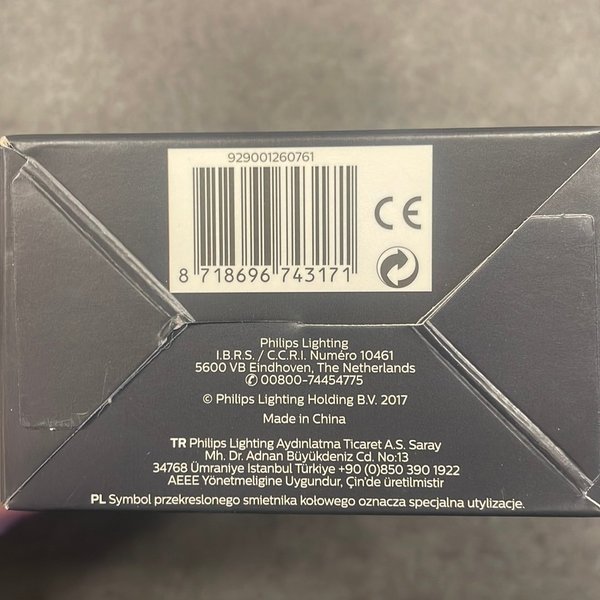 929001260761
CE
8 718696 743171
Philips Lighting
I.B.R.S. / C.C.R.I. Numéro 10461
5600 VB Eindhoven, The Netherlands
✆ 00800-74454775
© Philips Lighting Holding B.V. 2017
Made in China
TR Philips Lighting Aydınlatma Ticaret A.S. Saray
Mh. Dr. Adnan Büyükdeniz Cd. No:13
34768 Ümraniye Istanbul Türkiye +90 (0)850 390 1922
AEEE Yönetmeligine Uygundur, Çin'de üretilmistir
PL Symbol przekreslonego smietnika kołowego oznacza specjalna utylizacje.